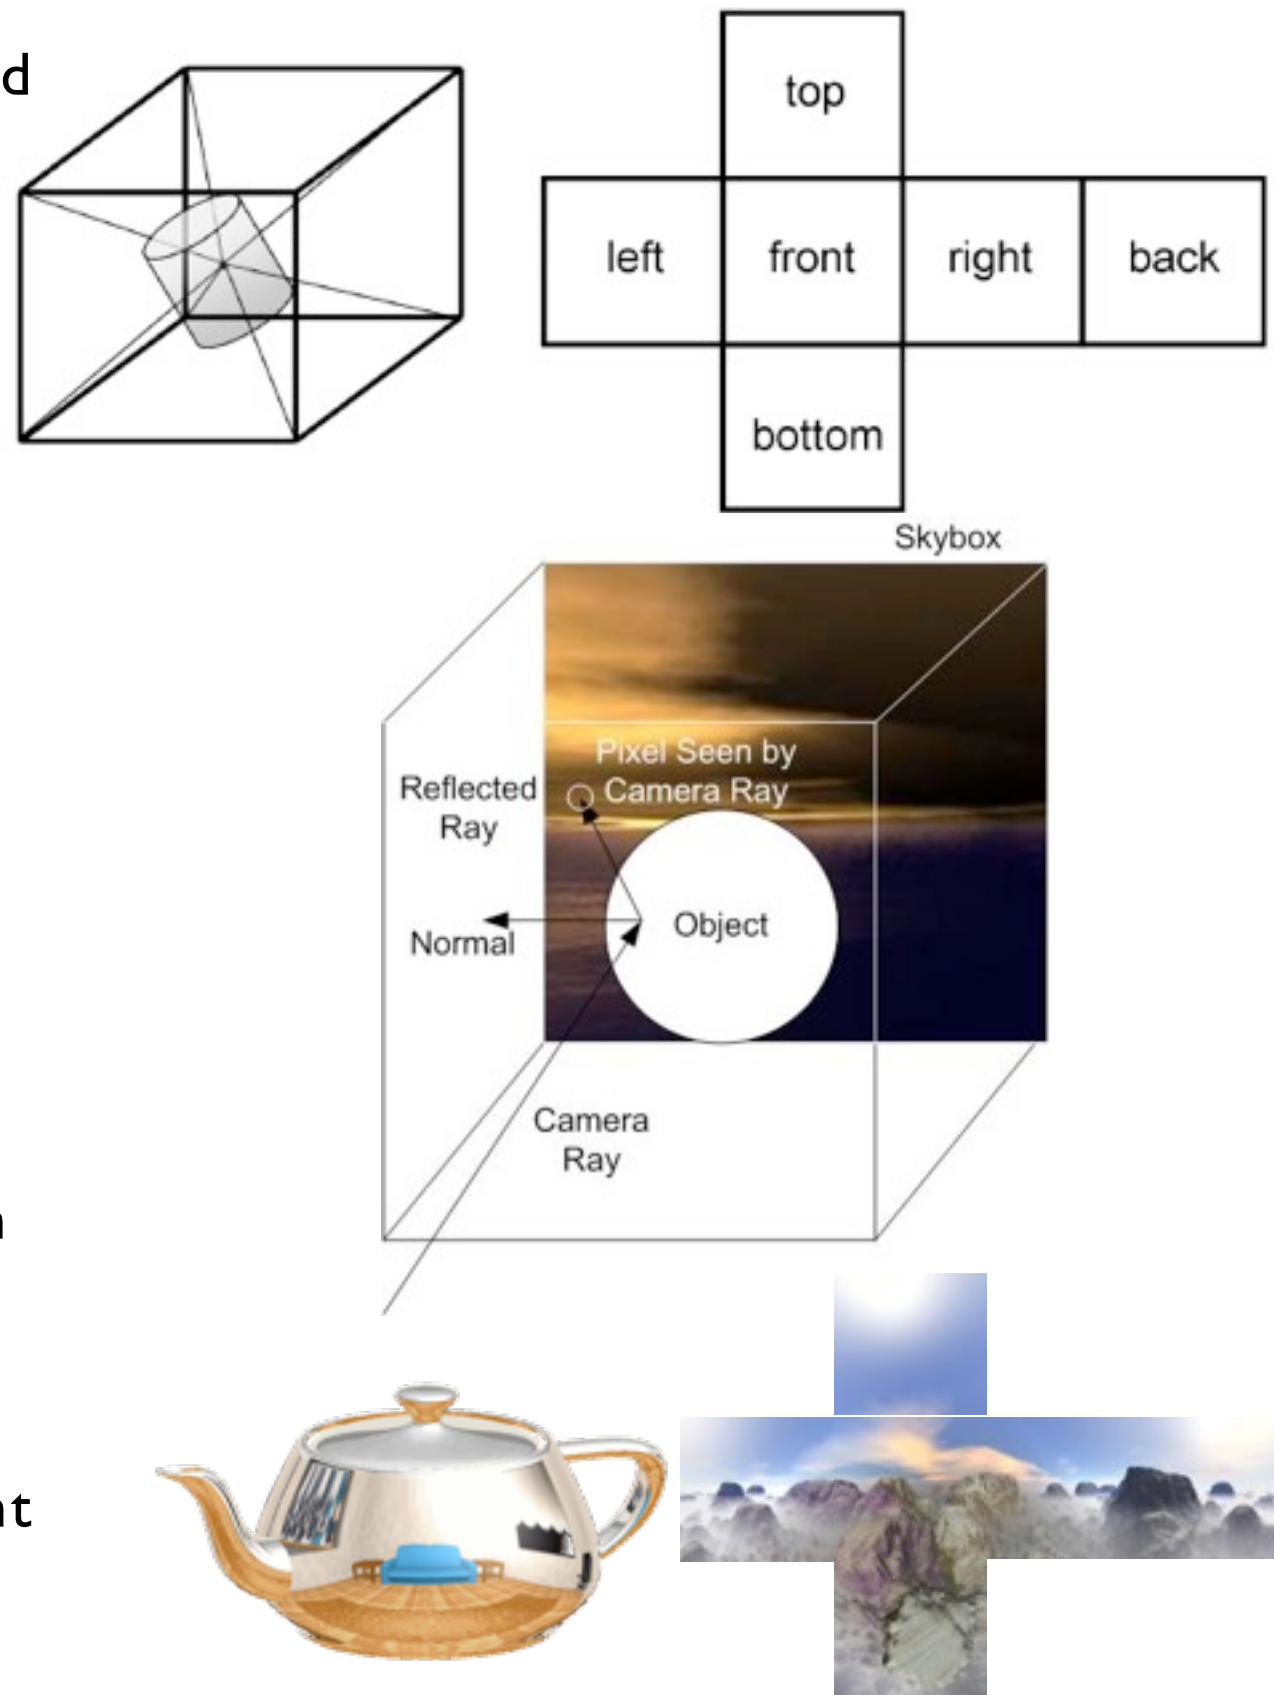 d
top
left front right back
bottom
Skybox
Pixel Seen by
Camera Ray
Reflected
Ray
Object
Normal
Camera
Ray
n
nt